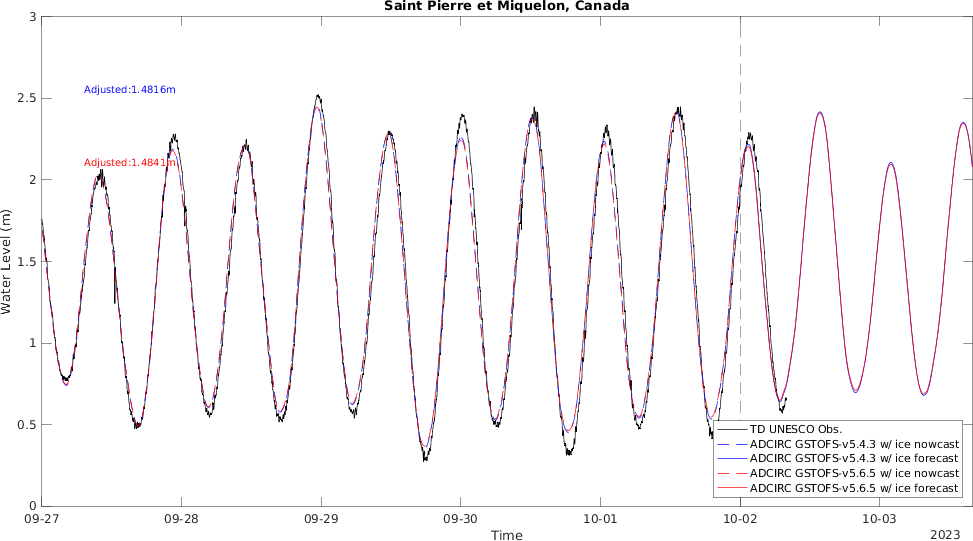 Saint Pierre et Miquelon, Canada
3
2.5
2
1.5
1
0.5
0
Water Level (m)
Adjusted:1.4816m
Adjusted:1.4841m
TD UNESCO Obs.
ADCIRC GSTOFS-v5.4.3 w/ ice nowcast
ADCIRC GSTOFS-v5.4.3 w/ ice forecast
ADCIRC GSTOFS-v5.6.5 w/ ice nowcast
ADCIRC GSTOFS-v5.6.5 w/ ice forecast
09-27 09-28 09-29 09-30 10-01 10-02 10-03
Time
2023